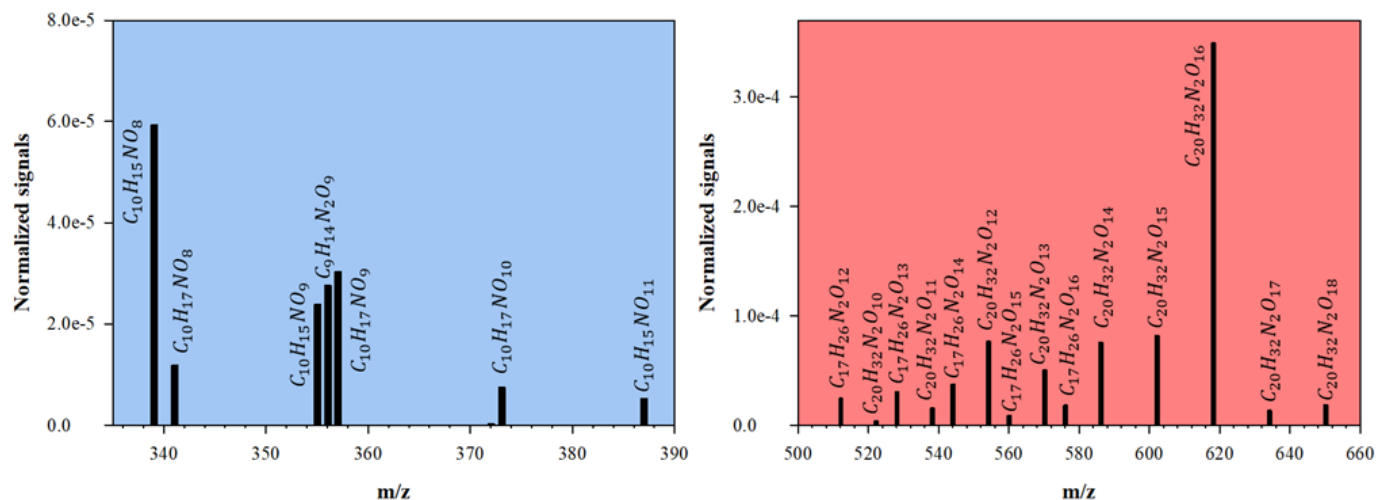 8.0e-5
6.0e-5
4.0e-5
2.0e-5
0.0
Normalized signals
C₁₀H₁₅NO₈
C₁₀H₁₇NO₈
C₁₀H₁₅NO₉
C₉H₁₄N₂O₉
C₁₀H₁₇NO₉
C₁₀H₁₇NO₁₀
C₁₀H₁₅NO₁₁
340 350 360 370 380 390
m/z
3.0e-4
2.0e-4
1.0e-4
0.0
Normalized signals
C₁₇H₂₆N₂O₁₂
C₂₀H₃₂N₂O₁₀
C₁₇H₂₆N₂O₁₃
C₂₀H₃₂N₂O₁₁
C₁₇H₂₆N₂O₁₄
C₂₀H₃₂N₂O₁₂
C₁₇H₂₆N₂O₁₅
C₂₀H₃₂N₂O₁₃
C₁₇H₂₆N₂O₁₆
C₂₀H₃₂N₂O₁₄
C₂₀H₃₂N₂O₁₅
C₂₀H₃₂N₂O₁₆
C₂₀H₃₂N₂O₁₇
C₂₀H₃₂N₂O₁₈
500 520 540 560 580 600 620 640 660
m/z